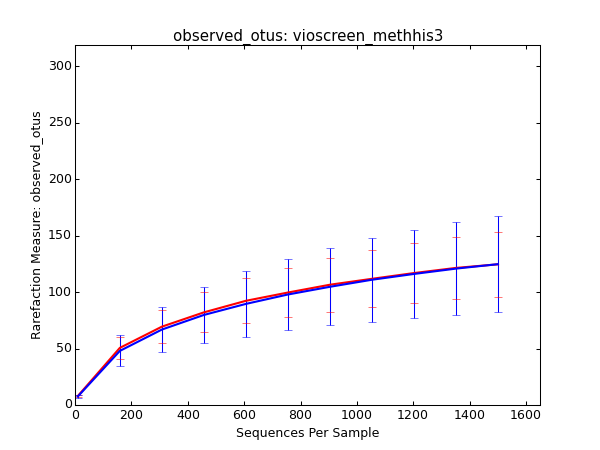 observed_otus: vioscreen_methhis3
300
250
200
150
100
50
0
Rarefaction Measure: observed_otus
0 200 400 600 800 1000 1200 1400 1600
Sequences Per Sample